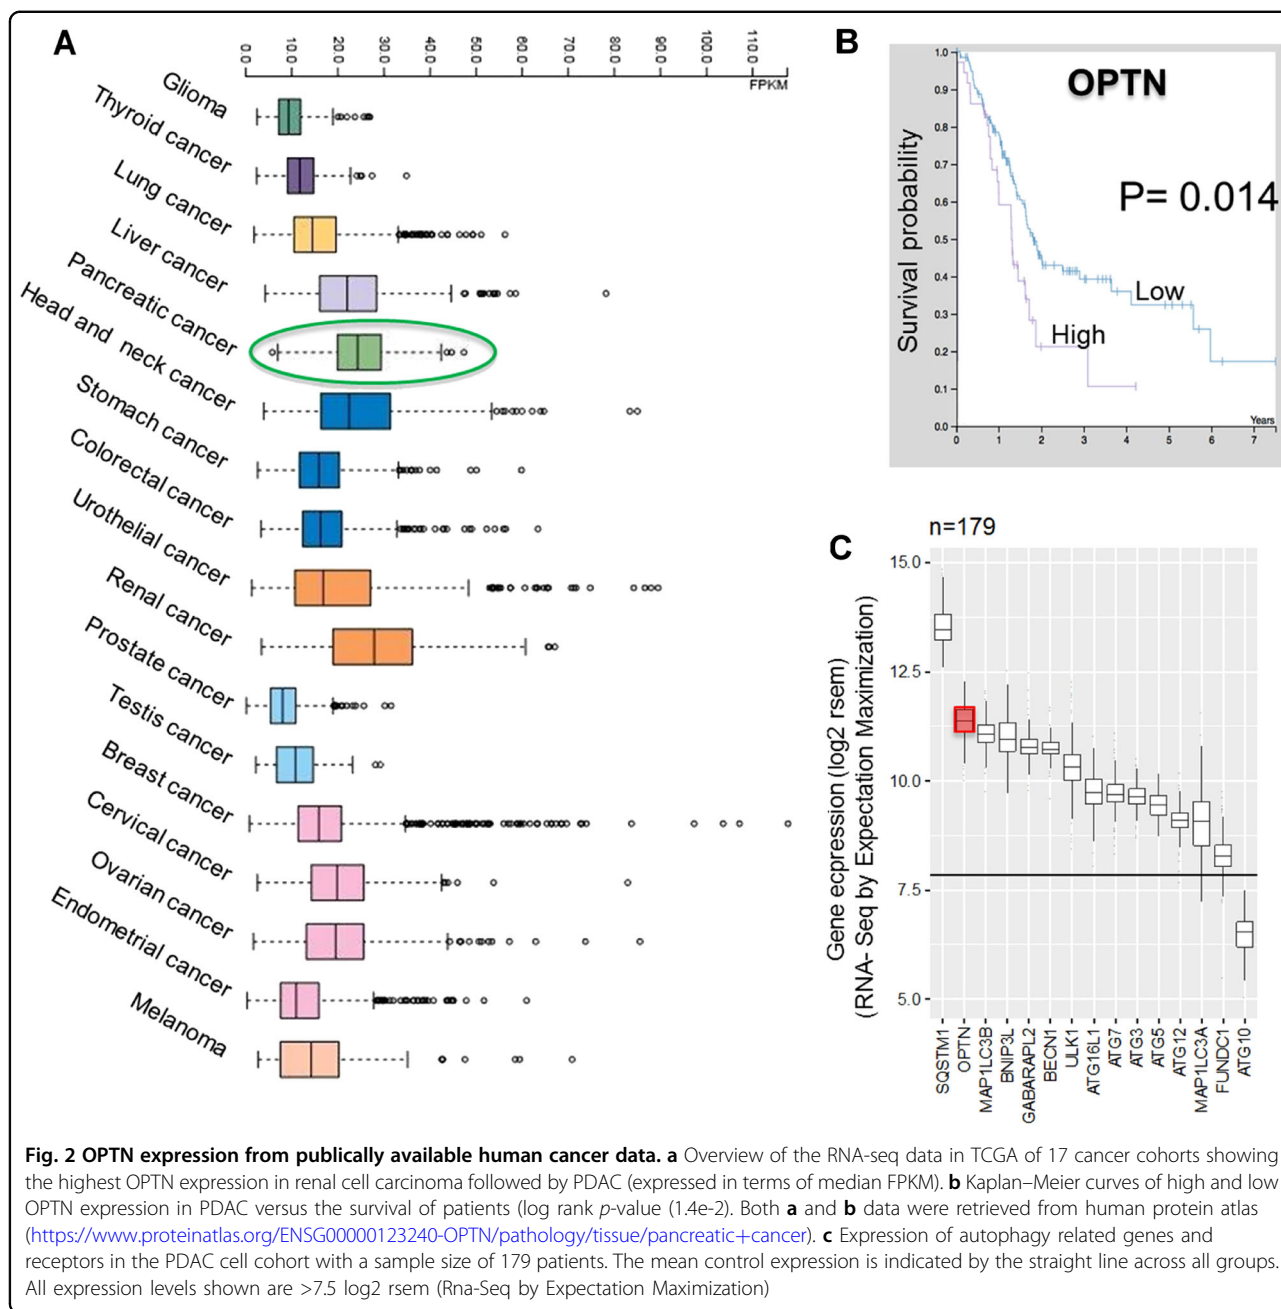 A
0.0 10.0 20.0 30.0 40.0 50.0 60.0 70.0 80.0 90.0 100.0 110.0
FPKM
Glioma
Thyroid cancer
Lung cancer
Liver cancer
Pancreatic cancer
Head and neck cancer
Stomach cancer
Colorectal cancer
Urothelial cancer
Renal cancer
Prostate cancer
Testis cancer
Breast cancer
Cervical cancer
Ovarian cancer
Endometrial cancer
Melanoma
B
OPTN
P= 0.014
Survival probability
1.0
0.9
0.8
0.7
0.6
0.5
0.4
0.3
0.2
0.1
0.0
Low
High
Years
0 1 2 3 4 5 6 7
C
n=179
Gene ecpression (log2 rsem)
(RNA- Seq by Expectation Maximization)
15.0
12.5
10.0
7.5
5.0
SQSTM1
OPTN
MAP1LC3B
BNIP3L
GABARAPL2
BECN1
ULK1
ATG16L1
ATG7
ATG3
ATG5
ATG12
MAP1LC3A
FUNDC1
ATG10
Fig. 2 OPTN expression from publically available human cancer data. a Overview of the RNA-seq data in TCGA of 17 cancer cohorts showing
the highest OPTN expression in renal cell carcinoma followed by PDAC (expressed in terms of median FPKM). b Kaplan–Meier curves of high and low
OPTN expression in PDAC versus the survival of patients (log rank p-value (1.4e-2). Both a and b data were retrieved from human protein atlas
(https://www.proteinatlas.org/ENSG00000123240-OPTN/pathology/tissue/pancreatic+cancer). c Expression of autophagy related genes and
receptors in the PDAC cell cohort with a sample size of 179 patients. The mean control expression is indicated by the straight line across all groups.
All expression levels shown are >7.5 log2 rsem (Rna-Seq by Expectation Maximization)